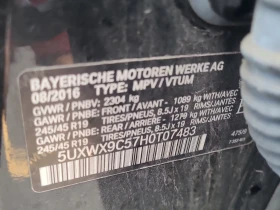 BAYERISCHE MOTOREN WERKE AG
08/2016 TYPE: MPV / VTUM
GVWR / PNBV: 2304 kg
GAWR / PNBE: FRONT / AVANT - 1089 kg WITH/AVEC
245/45 R19 TIRES/PNEUS, 8.5J x 19 RIMS/JANTES
GAWR / PNBE: REAR / ARRIERE - 1270 kg WITH/AVEC
245/45 R19 TIRES/PNEUS, 8.5J x 19 RIMS/JANTES
5UXWX9C57H0T07483